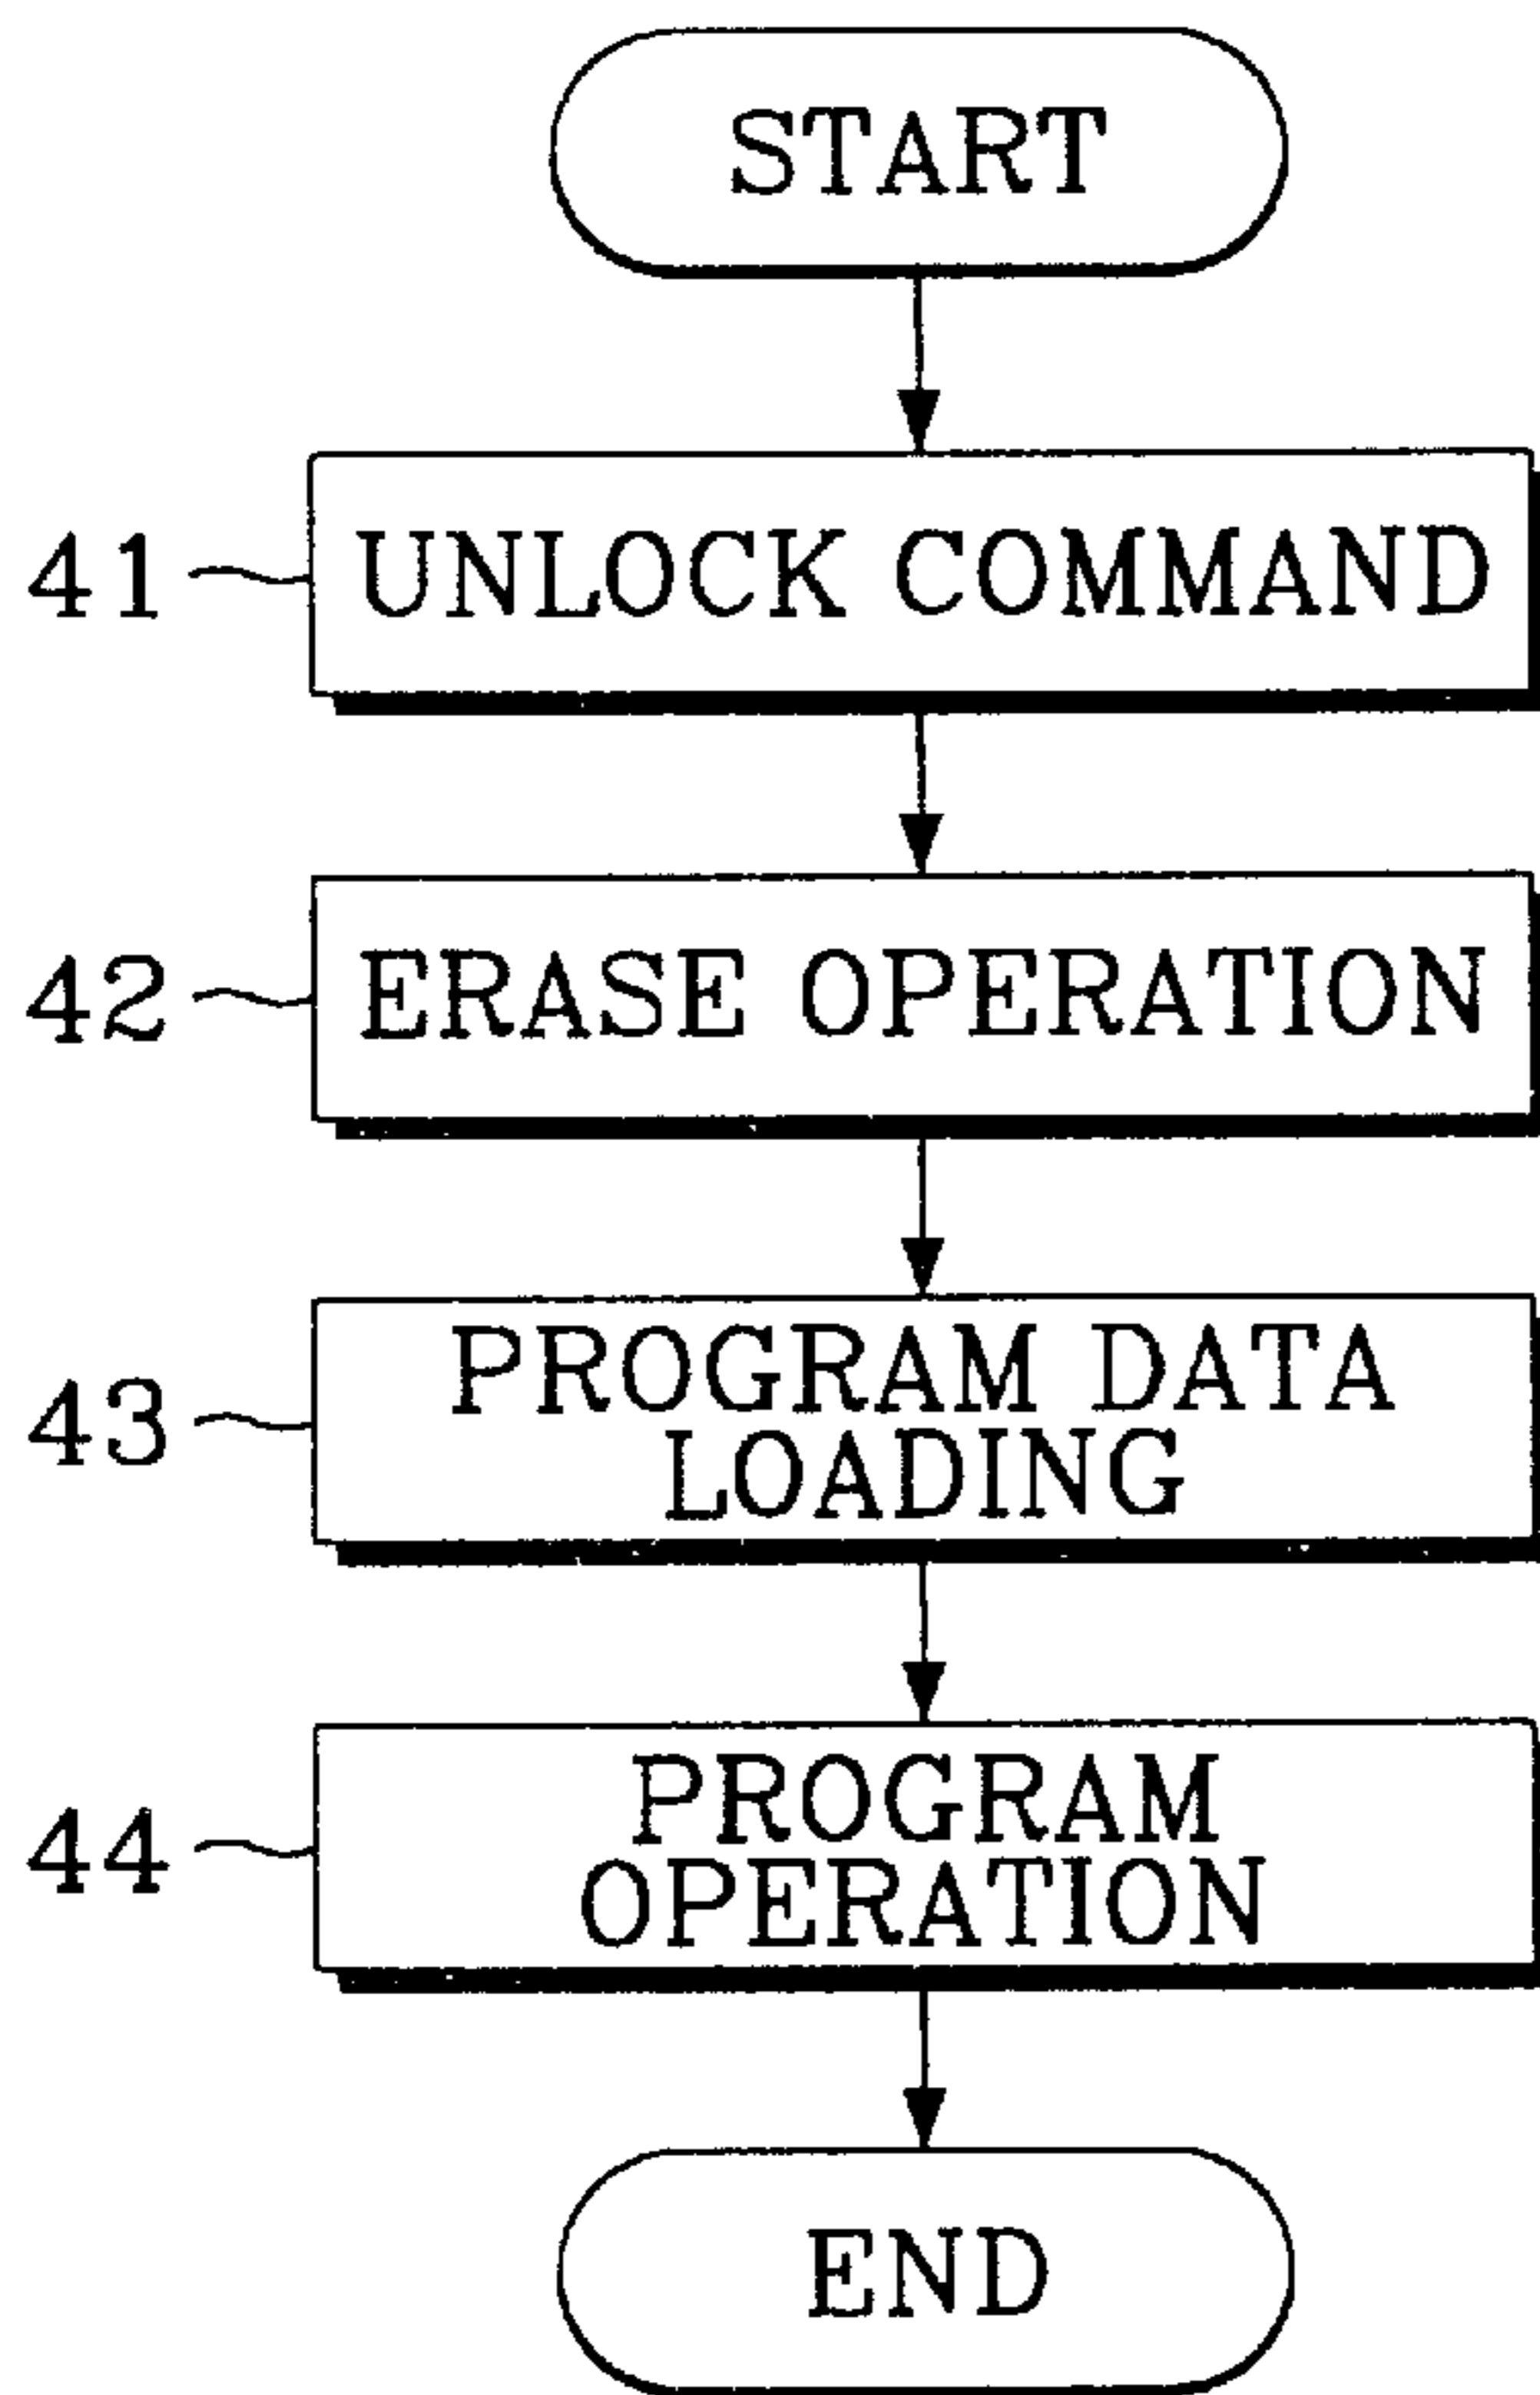 START
41 UNLOCK COMMAND
42 ERASE OPERATION
43 PROGRAM DATA
LOADING
44 PROGRAM
OPERATION
END